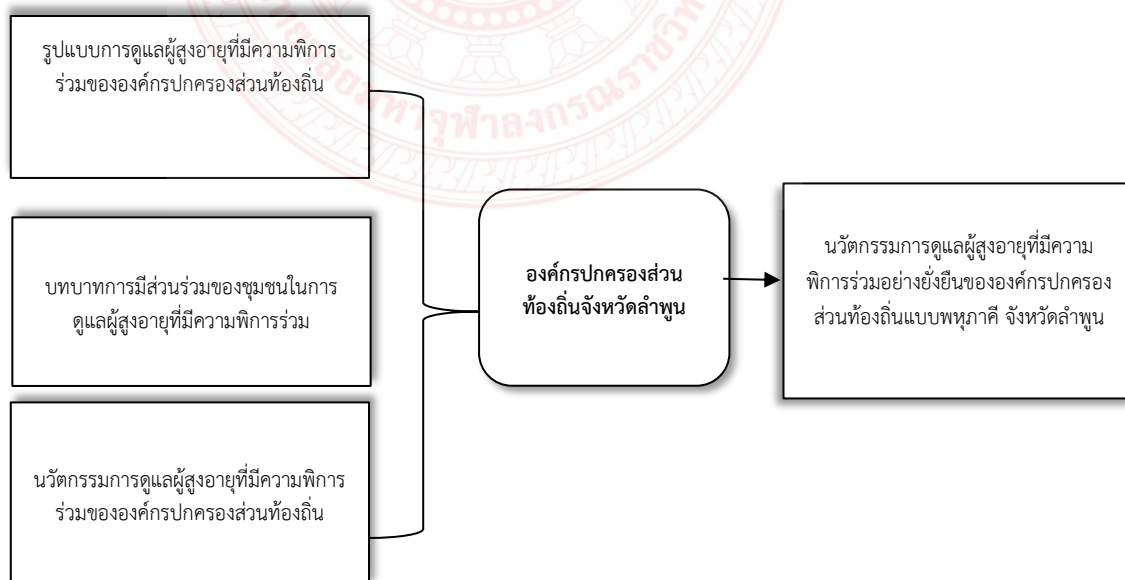 รูปแบบการดูแลผู้สูงอายุที่มีความพิการ
ร่วมขององค์กรปกครองส่วนท้องถิ่น
บทบาทการมีส่วนร่วมของชุมชนในการ
ดูแลผู้สูงอายุที่มีความพิการร่วม
นวัตกรรมการดูแลผู้สูงอายุที่มีความพิการ
ร่วมขององค์กรปกครองส่วนท้องถิ่น
องค์กรปกครองส่วน
ท้องถิ่นจังหวัดลำพูน
นวัตกรรมการดูแลผู้สูงอายุที่มีความ
พิการร่วมอย่างยั่งยืนขององค์กรปกครอง
ส่วนท้องถิ่นแบบพหุภาคี จังหวัดลำพูน